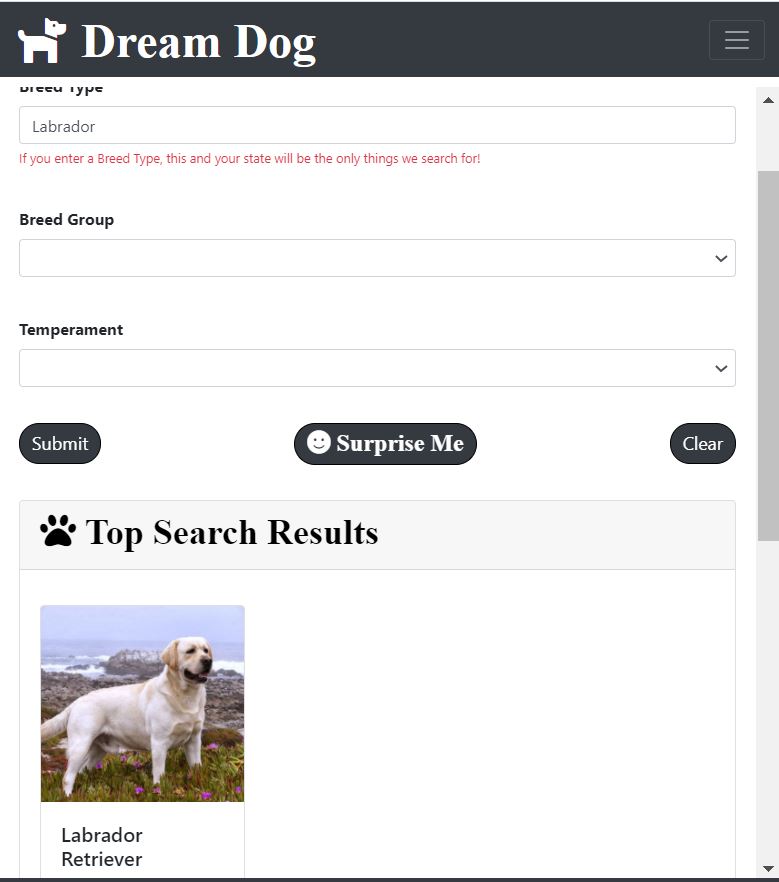 Dream Dog
Breed Type
Labrador
If you enter a Breed Type, this and your state will be the only things we search for!
Breed Group
Temperament
Submit
Surprise Me
Clear
Top Search Results
Labrador
Retriever